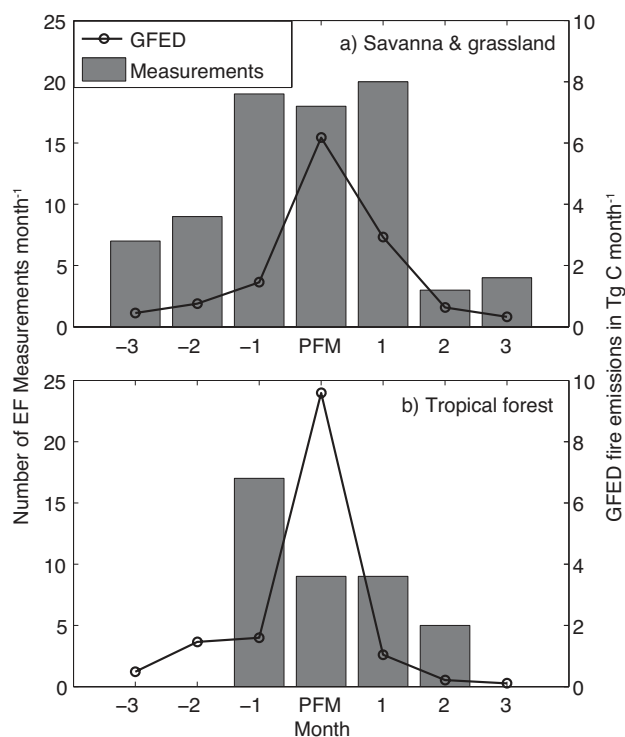 25
20
15
10
5
0
GFED
Measurements
a) Savanna & grassland
10
8
6
4
2
0
−3 −2 −1 PFM 1 2 3
25
20
15
10
5
0
b) Tropical forest
10
8
6
4
2
0
−3 −2 −1 PFM 1 2 3
Month
Number of EF Measurements month⁻¹
GFED fire emissions in Tg C month⁻¹